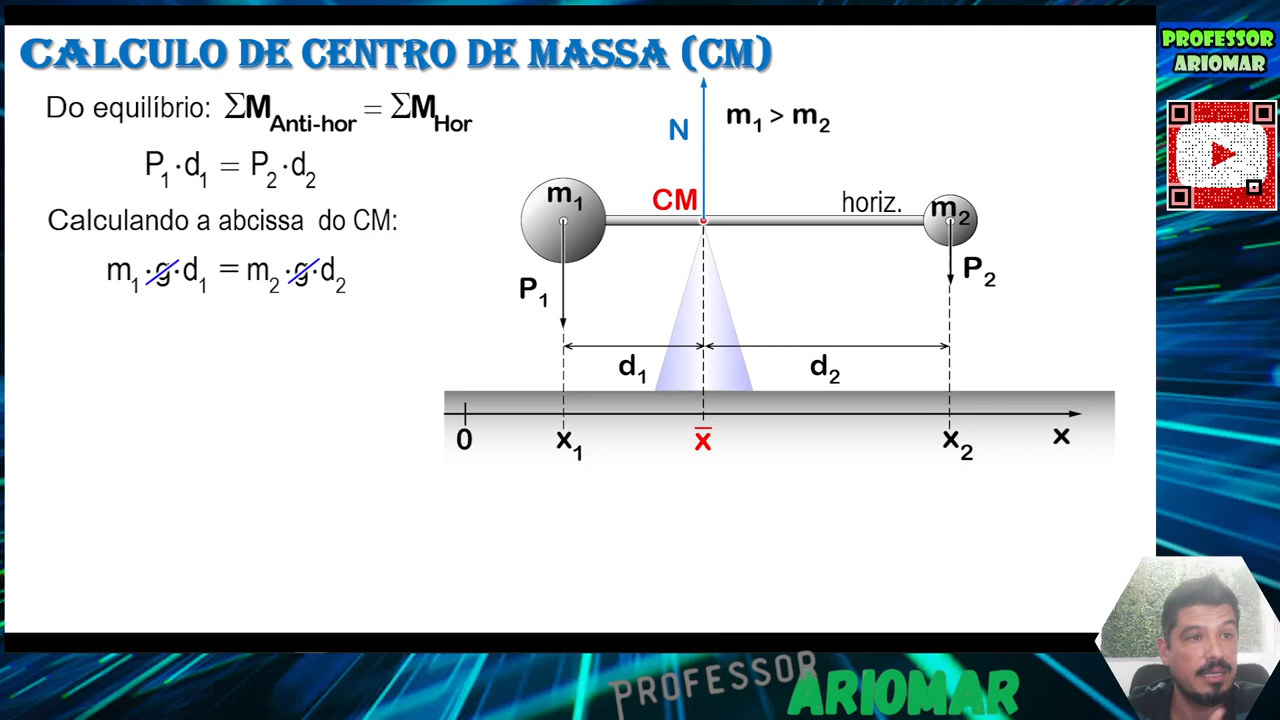 CALCULO DE CENTRO DE MASSA (CM)
PROFESSOR
ARIOMAR
Do equilíbrio: ΣM_Anti-hor = ΣM_Hor
P₁·d₁ = P₂·d₂
Calculando a abcissa do CM:
m₁·g·d₁ = m₂·g·d₂
N
m₁ > m₂
m₁
CM
horiz.
m₂
P₁
P₂
d₁
d₂
0
x₁
x̅
x₂
x
PROFESSOR
ARIOMAR